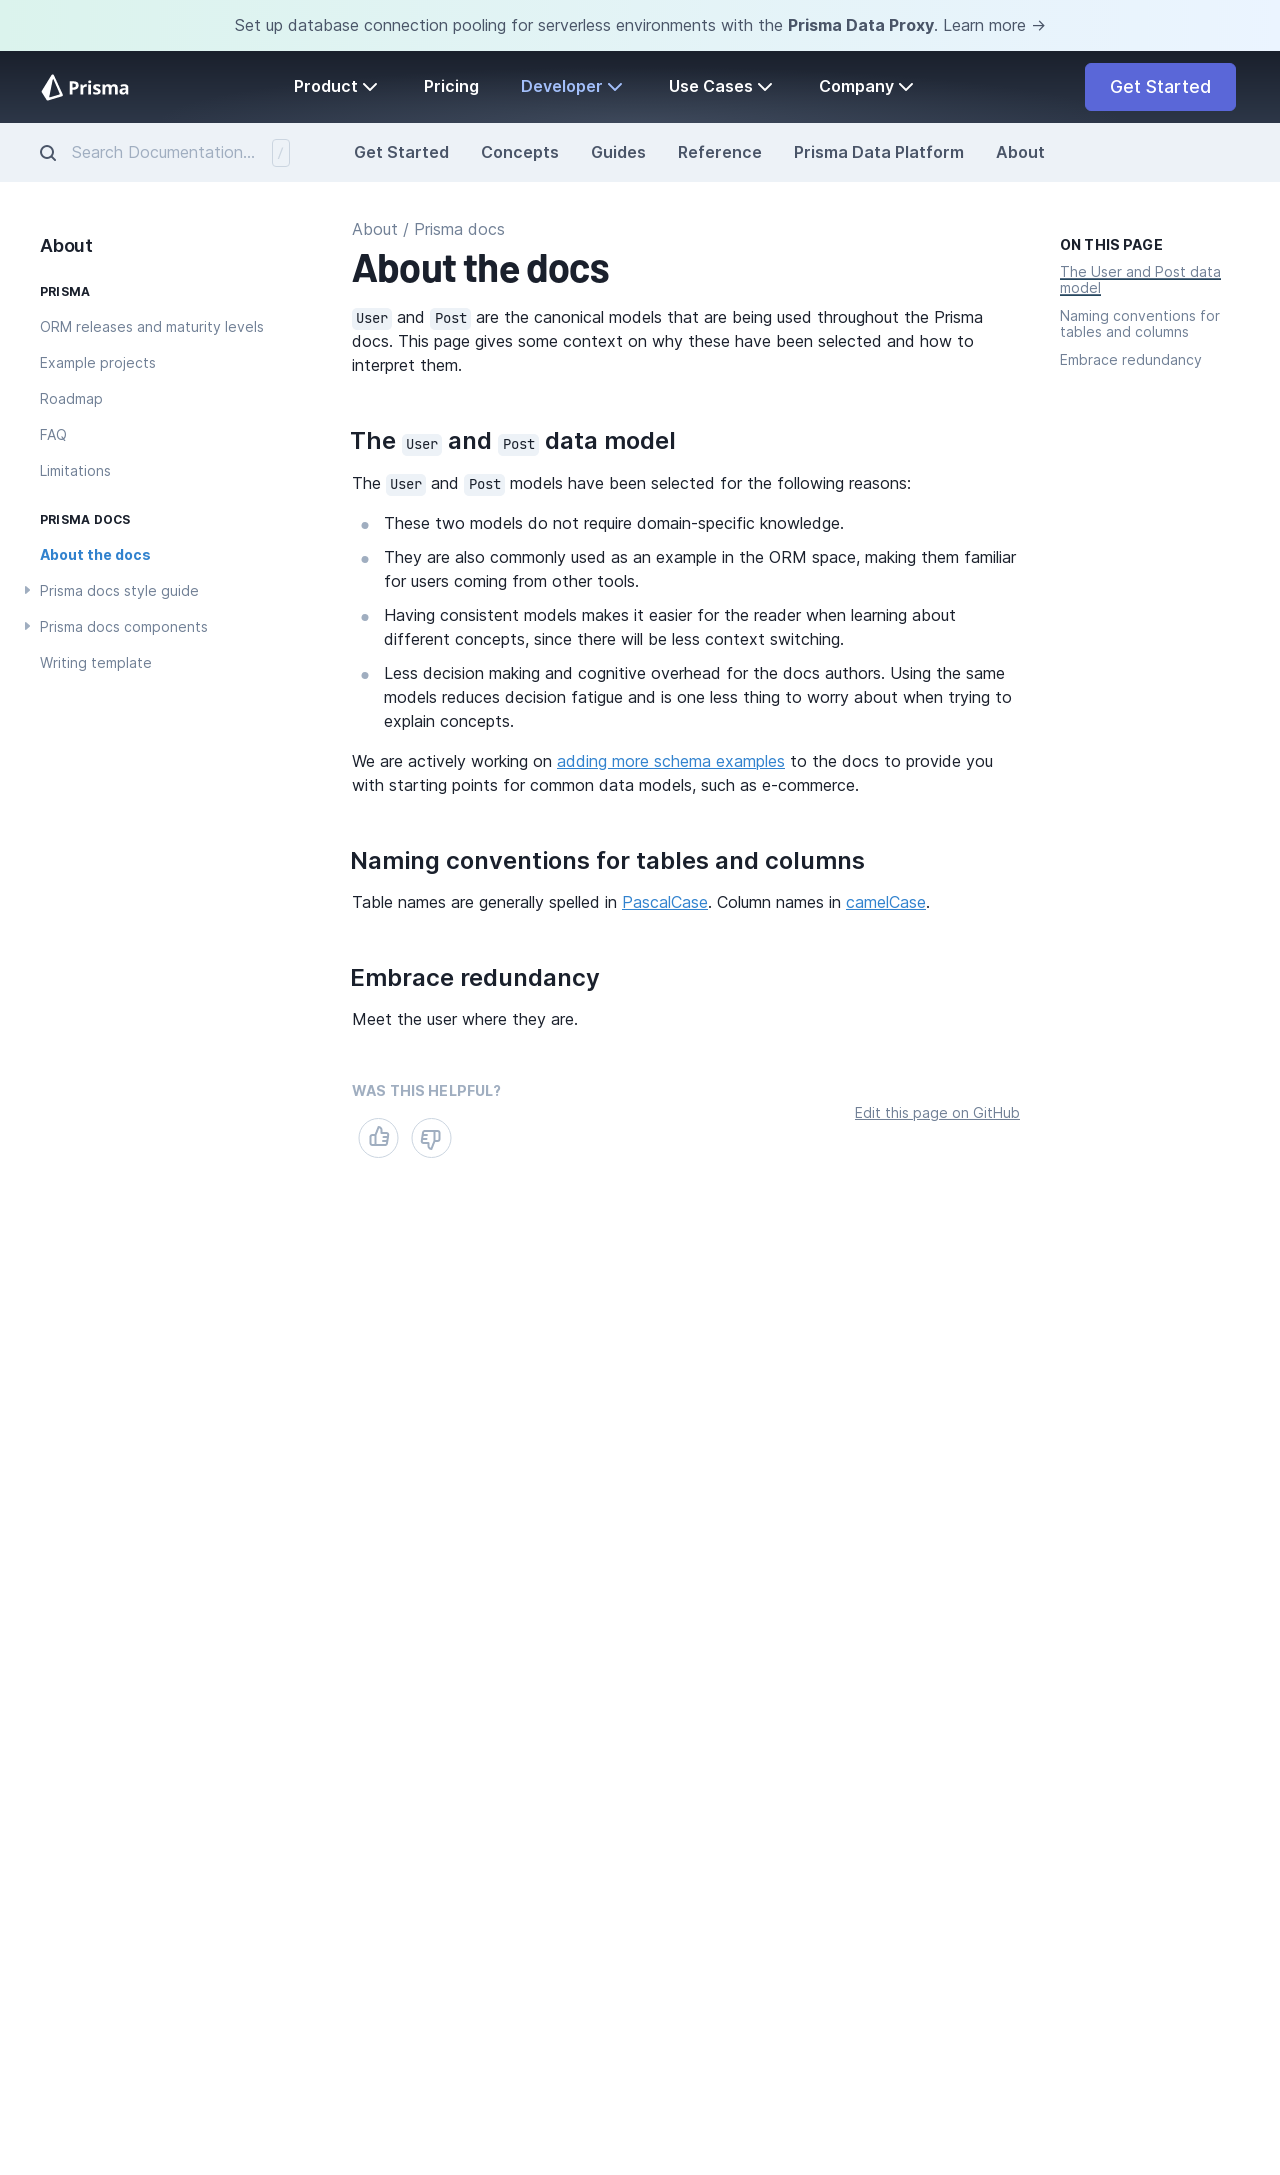 Set up database connection pooling for serverless environments with the Prisma Data Proxy. Learn more →
Prisma
Product
Pricing
Developer
Use Cases
Company
Get Started
Search Documentation...
/
Get Started
Concepts
Guides
Reference
Prisma Data Platform
About
About
PRISMA
ORM releases and maturity levels
Example projects
Roadmap
FAQ
Limitations
PRISMA DOCS
About the docs
Prisma docs style guide
Prisma docs components
Writing template
About / Prisma docs
About the docs
User and Post are the canonical models that are being used throughout the Prisma
docs. This page gives some context on why these have been selected and how to
interpret them.
The User and Post data model
The User and Post models have been selected for the following reasons:
These two models do not require domain-specific knowledge.
They are also commonly used as an example in the ORM space, making them familiar
for users coming from other tools.
Having consistent models makes it easier for the reader when learning about
different concepts, since there will be less context switching.
Less decision making and cognitive overhead for the docs authors. Using the same
models reduces decision fatigue and is one less thing to worry about when trying to
explain concepts.
We are actively working on adding more schema examples to the docs to provide you
with starting points for common data models, such as e-commerce.
Naming conventions for tables and columns
Table names are generally spelled in PascalCase. Column names in camelCase.
Embrace redundancy
Meet the user where they are.
WAS THIS HELPFUL?
Edit this page on GitHub
ON THIS PAGE
The User and Post data
model
Naming conventions for
tables and columns
Embrace redundancy